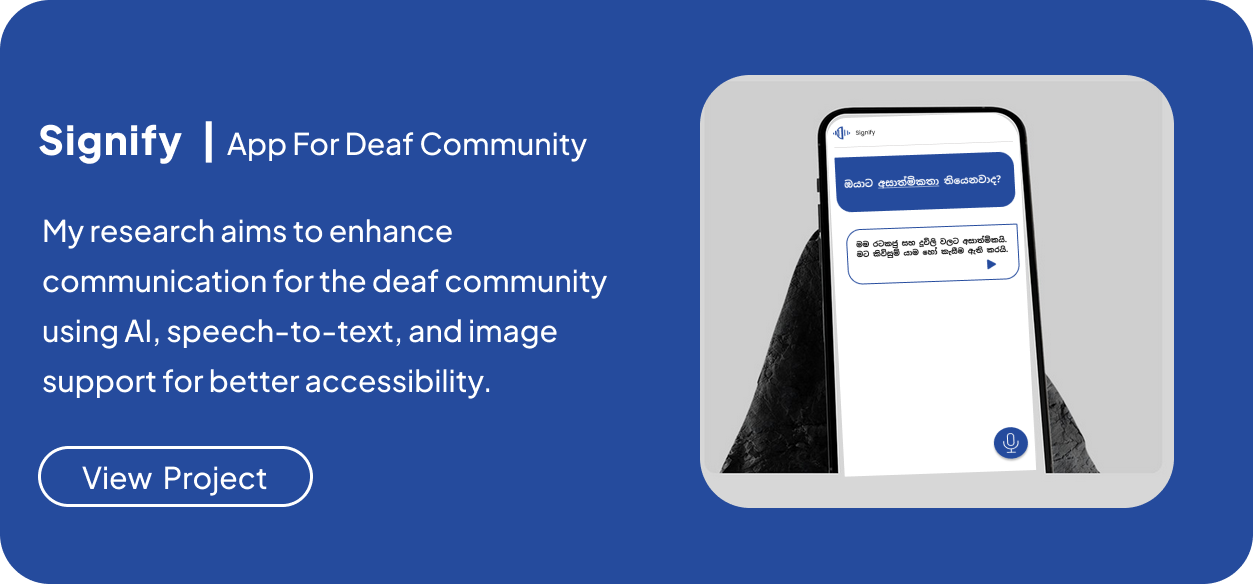 Signify | App For Deaf Community
My research aims to enhance
communication for the deaf community
using AI, speech-to-text, and image
support for better accessibility.
View Project
Signify
ඔයාට අසාත්මිකතා තියෙනවාද?
මම රටකජු සහ දූවිලි වලට අසාත්මිකයි.
මට කිවිසුම් යාම හෝ කැසීම ඇති කරයි.